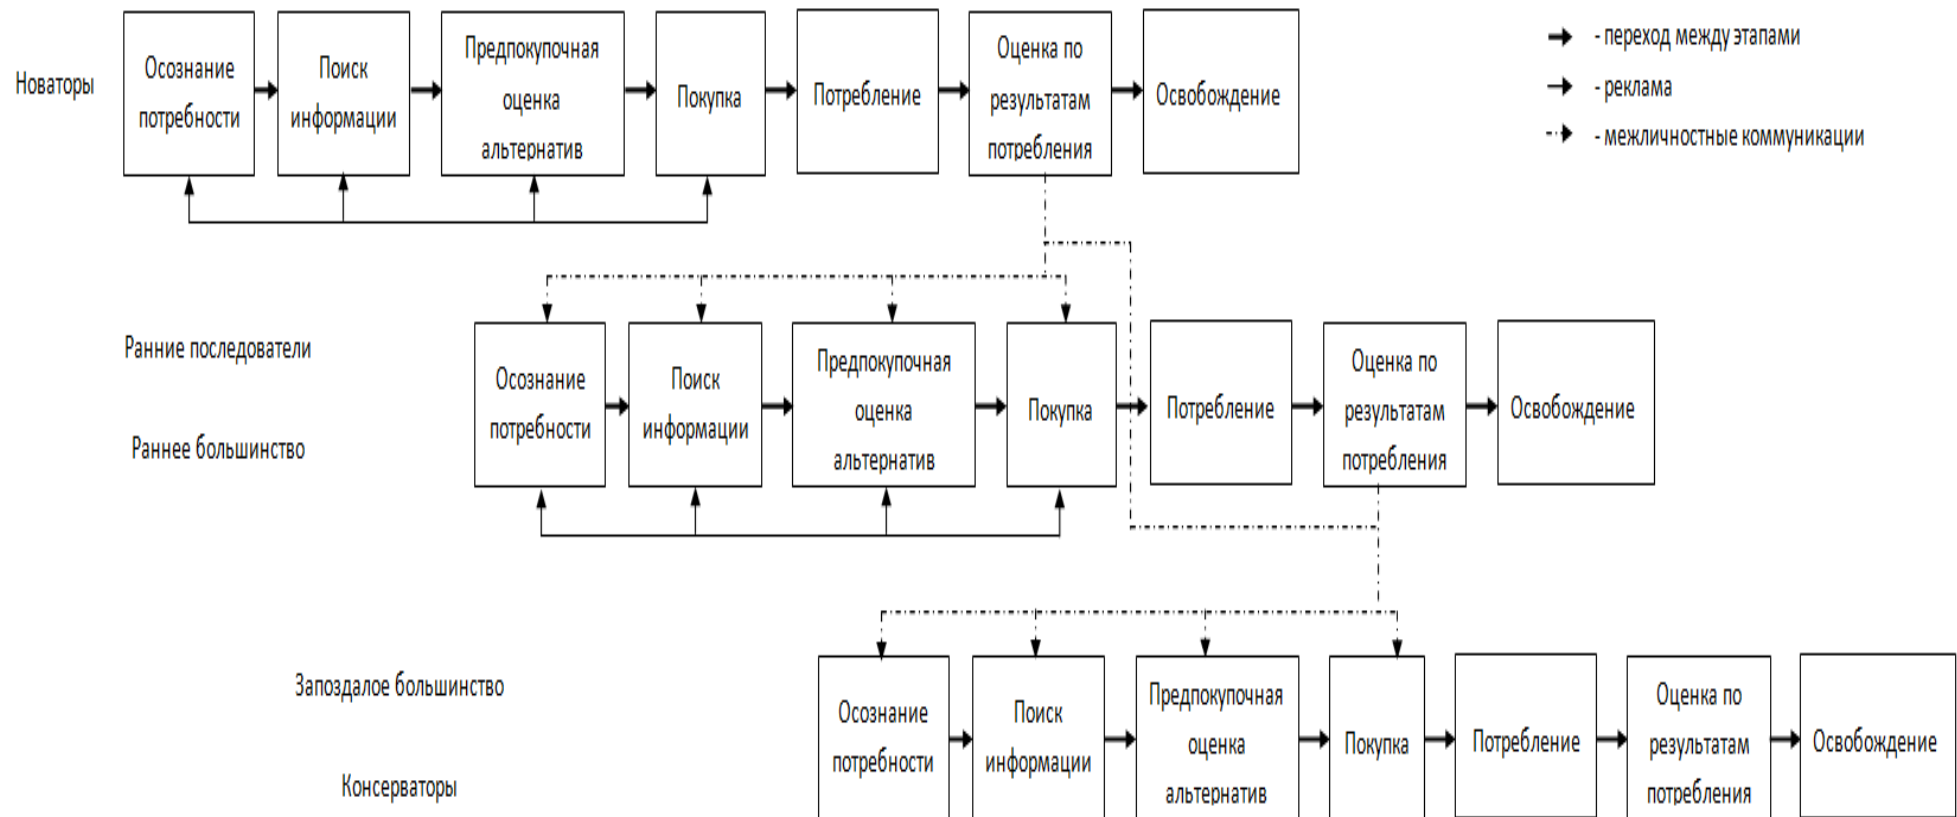 Новаторы
Осознание
потребности
Поиск
информации
Предпокупочная
оценка
альтернатив
Покупка
Потребление
Оценка по
результатам
потребления
Освобождение
- переход между этапами
- реклама
- межличностные коммуникации
Ранние последователи
Раннее большинство
Осознание
потребности
Поиск
информации
Предпокупочная
оценка
альтернатив
Покупка
Потребление
Оценка по
результатам
потребления
Освобождение
Запоздалое большинство
Консерваторы
Осознание
потребности
Поиск
информации
Предпокупочная
оценка
альтернатив
Покупка
Потребление
Оценка по
результатам
потребления
Освобождение